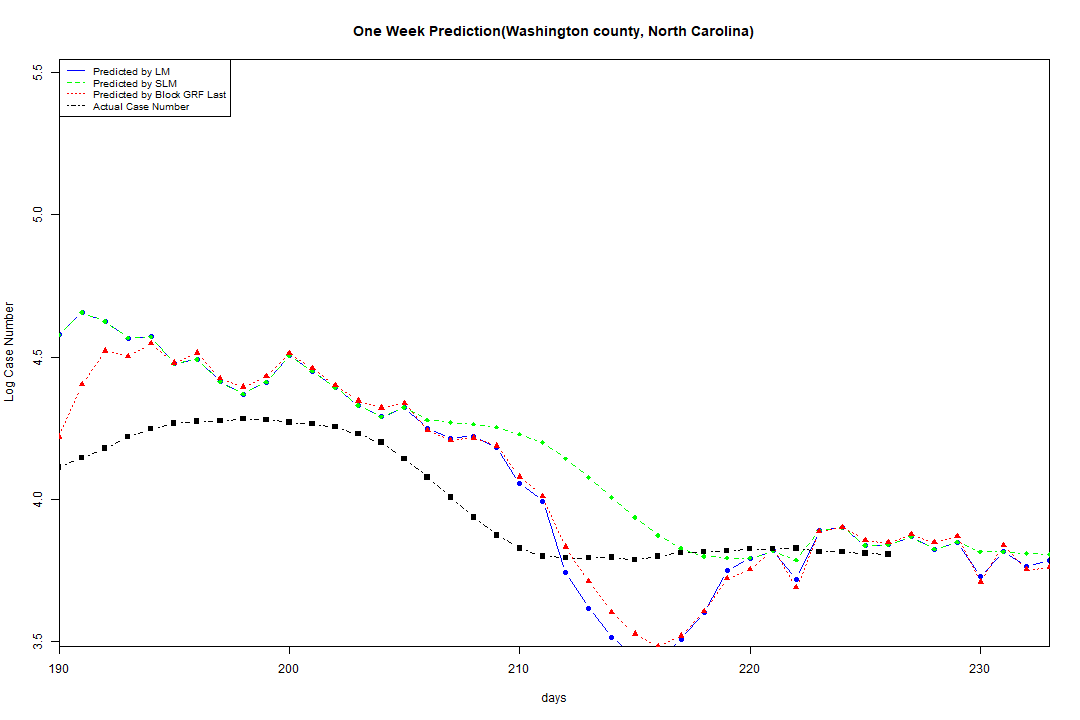 One Week Prediction(Washington county, North Carolina)
Predicted by LM
Predicted by SLM
Predicted by Block GRF Last
Actual Case Number
5.5
5.0
4.5
4.0
3.5
Log Case Number
190 200 210 220 230
days